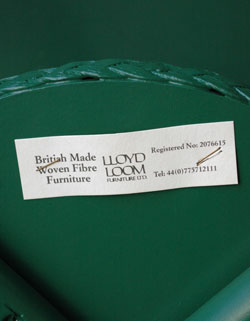 British Made
Woven Fibre
Furniture
LLOYD
LOOM
FURNITURE LTD
Registered No: 2076615
Tel: 44(0)775712111